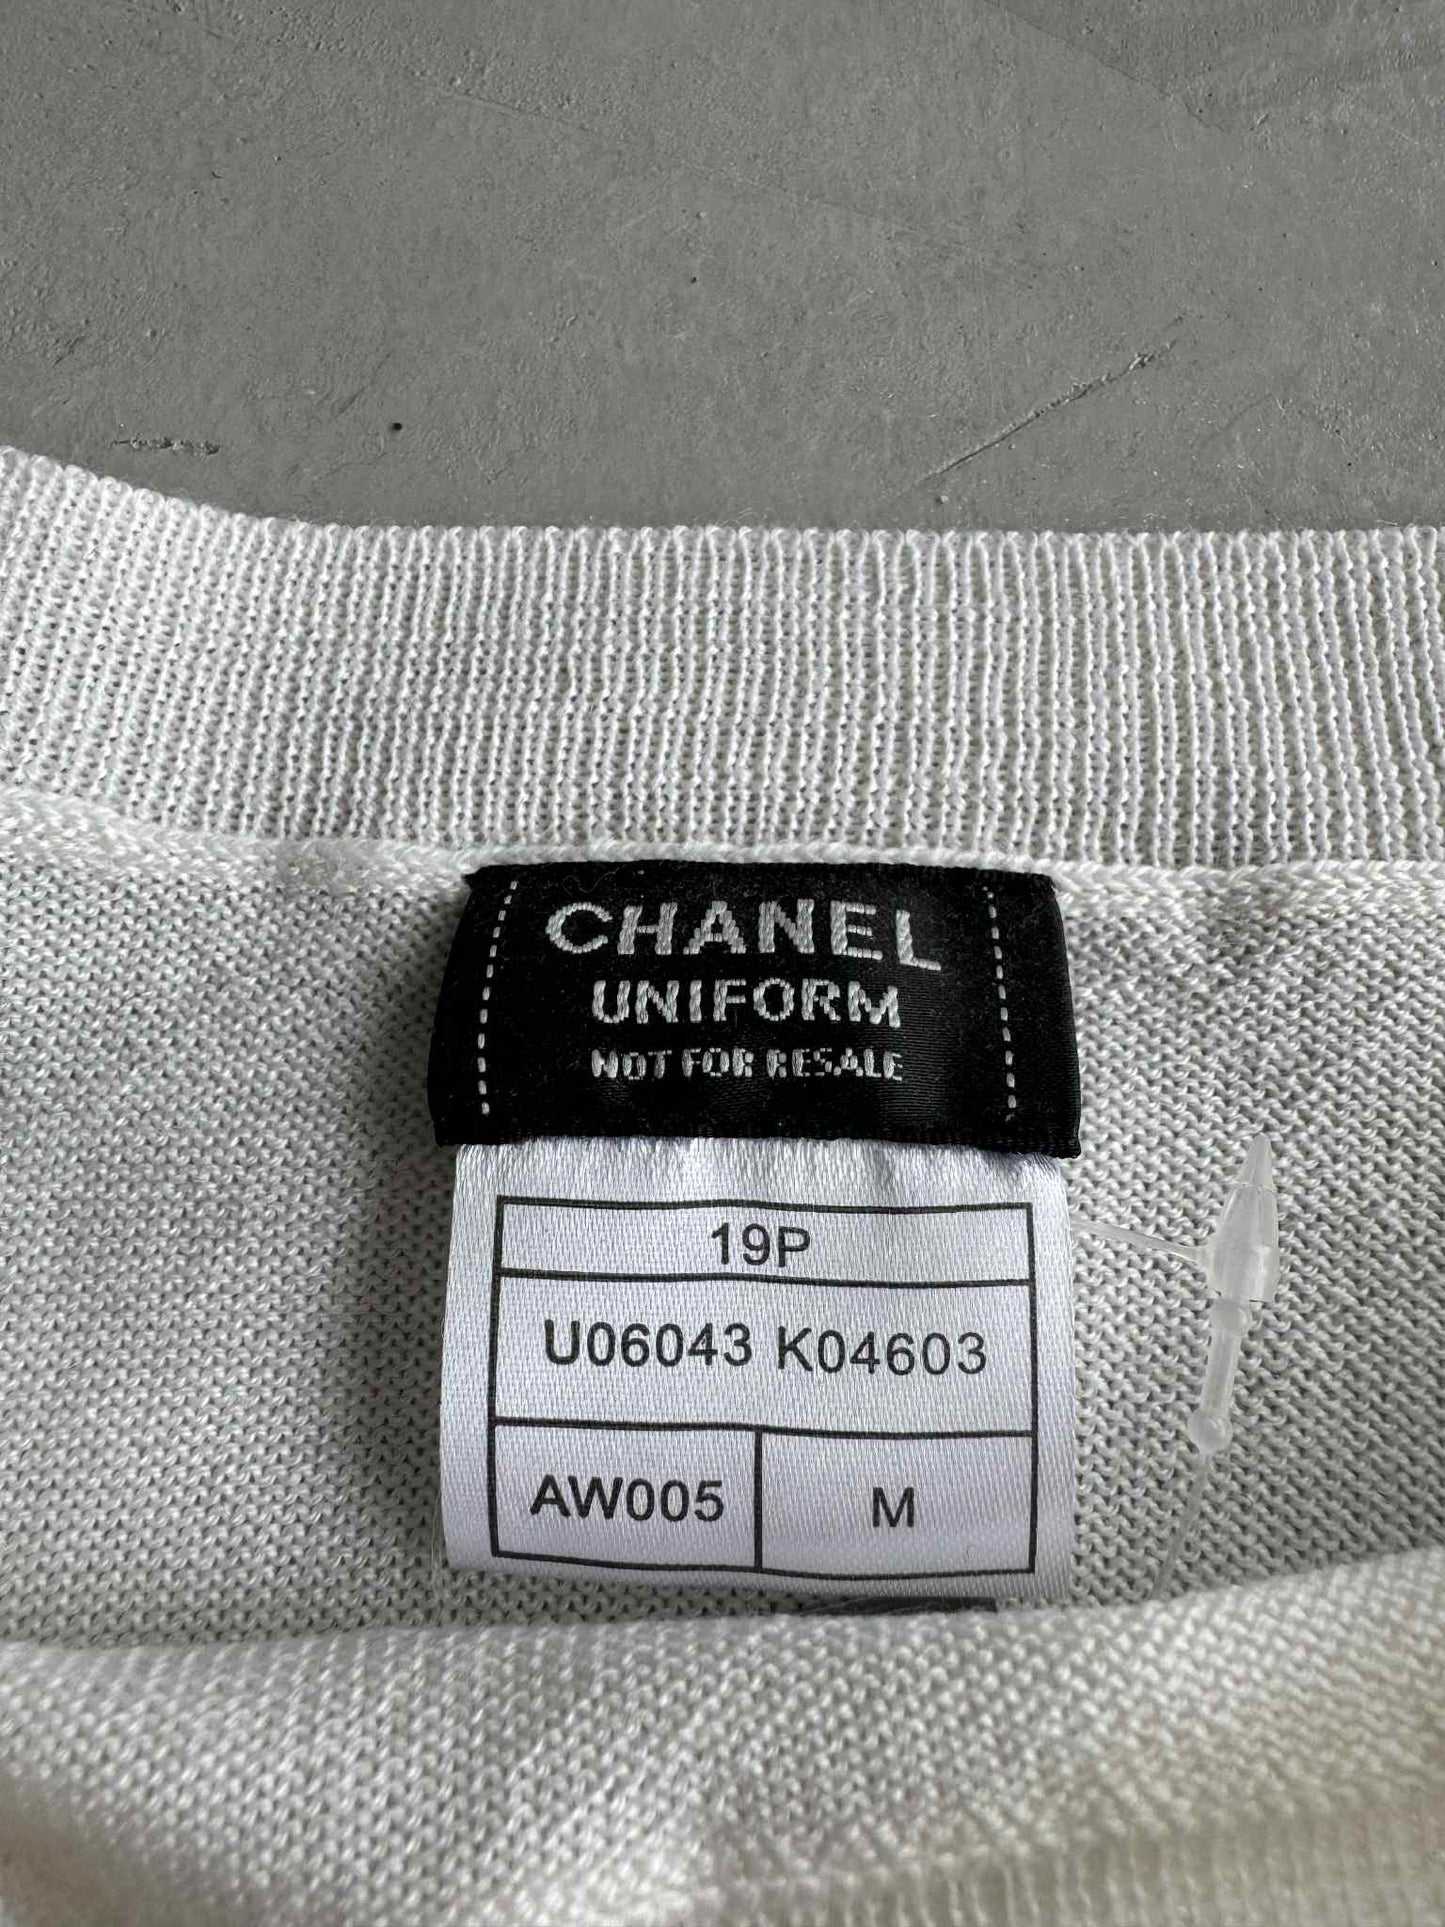 CHANEL
UNIFORM
NOT FOR RESALE
19P
U06043 K04603
AW005 M